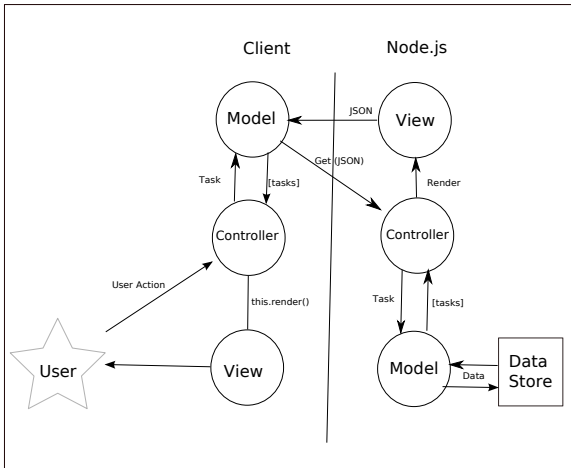 Client
Node.js
Model
JSON
View
Get (JSON)
Task
[tasks]
Render
Controller
Controller
User Action
this.render()
Task
[tasks]
User
View
Model
Data
Data
Store